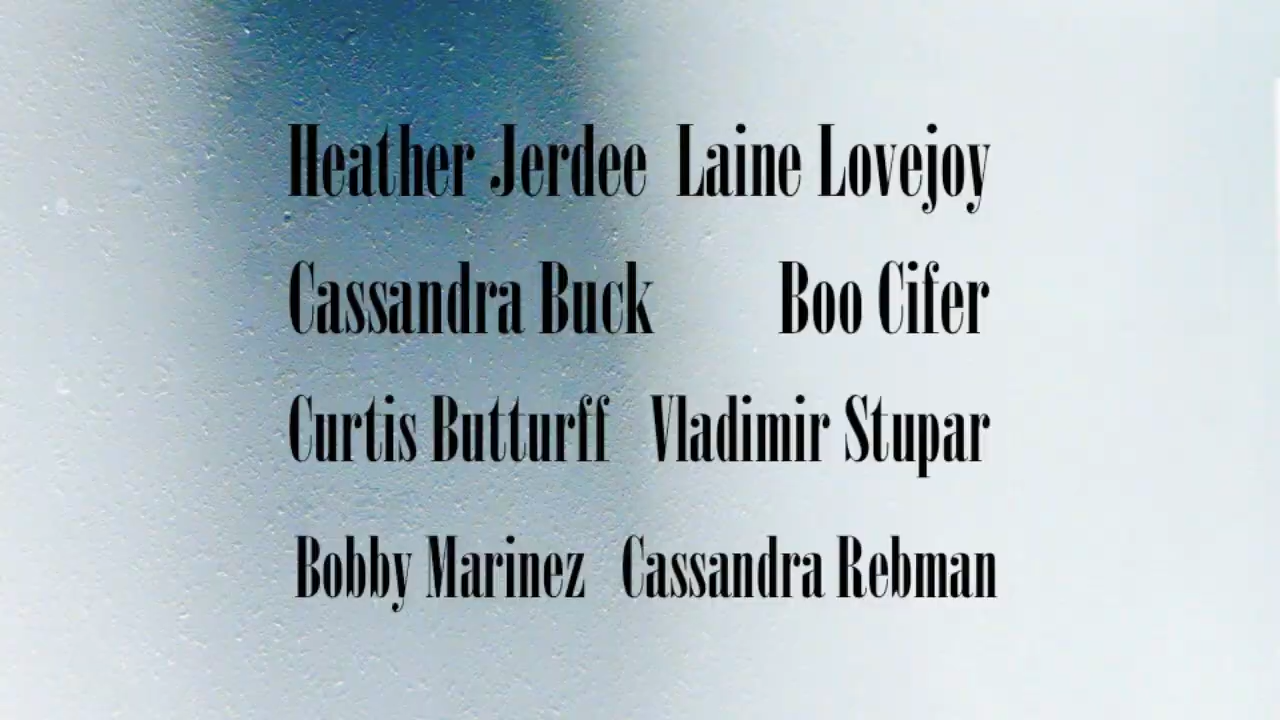 Heather Jerdee Laine Lovejoy
Cassandra Buck Boo Cifer
Curtis Butturff Vladimir Stupar
Bobby Marinez Cassandra Rebman